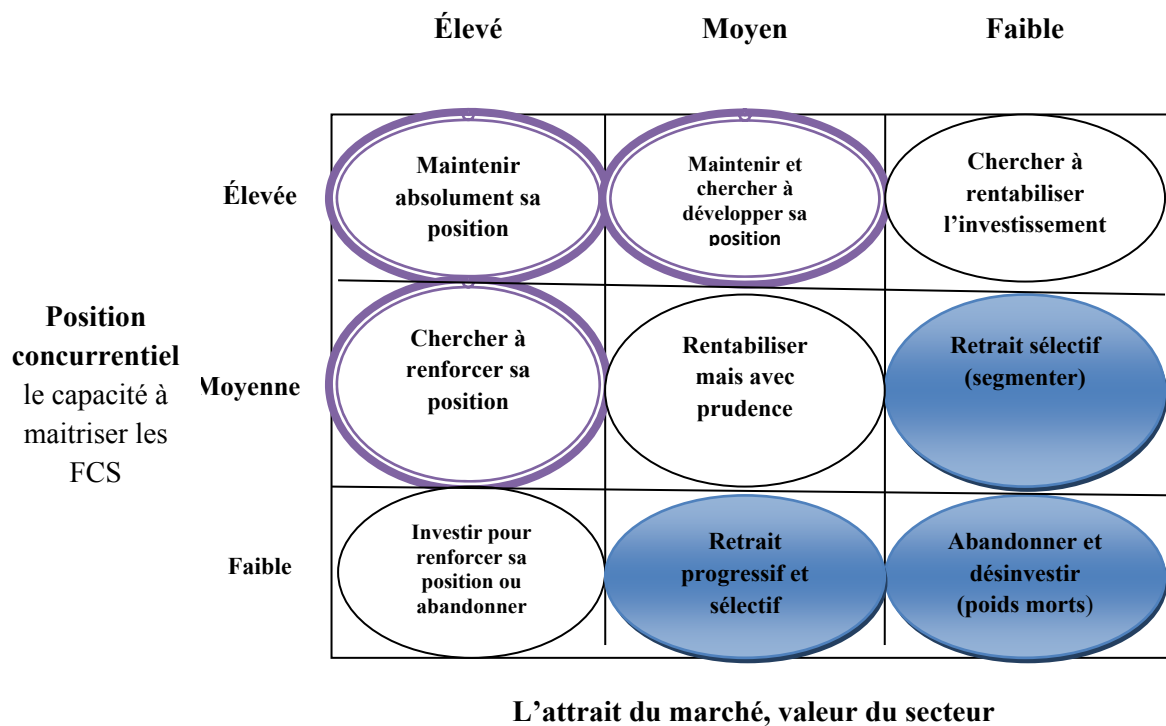 Élevé
Moyen
Faible
Élevée
Maintenir
absolument sa
position
Maintenir et
chercher à
développer sa
position
Chercher à
rentabiliser
l’investissement
Position
concurrentiel
le capacité à
maitriser les
FCS
Moyenne
Chercher à
renforcer sa
position
Rentabiliser
mais avec
prudence
Retrait sélectif
(segmenter)
Faible
Investir pour
renforcer sa
position ou
abandonner
Retrait
progressif et
sélectif
Abandonner et
désinvestir
(poids morts)
L’attrait du marché, valeur du secteur